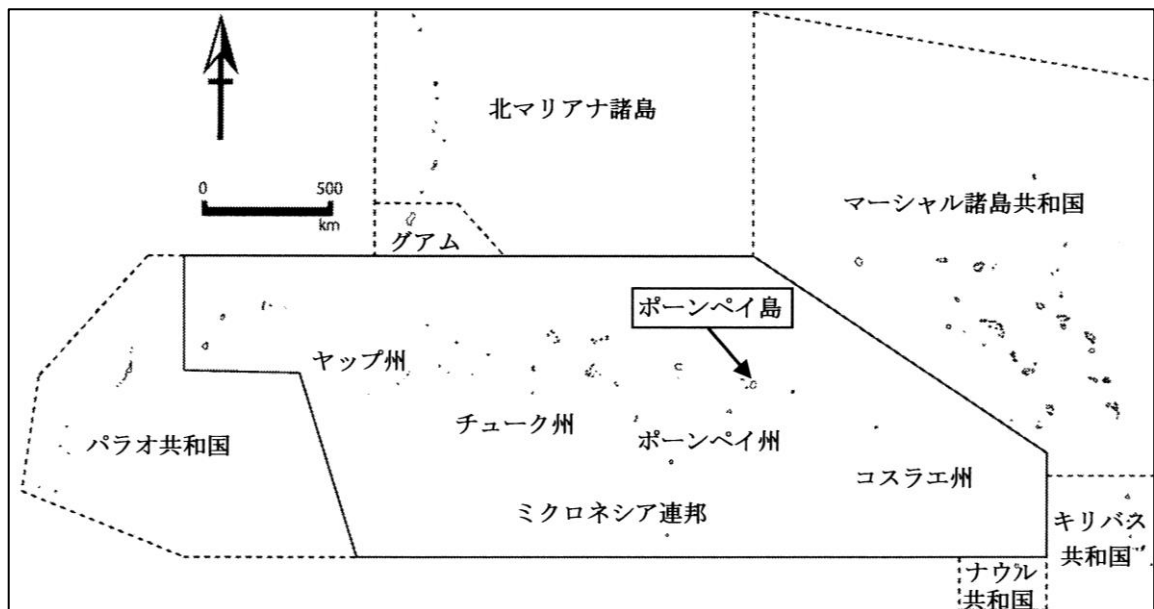 北マリアナ諸島
0 500
km
マーシャル諸島共和国
グアム
ポーンペイ島
ヤップ州
チューク州
ポーンペイ州
パラオ共和国
コスラエ州
ミクロネシア連邦
キリバス
共和国
ナウル
共和国